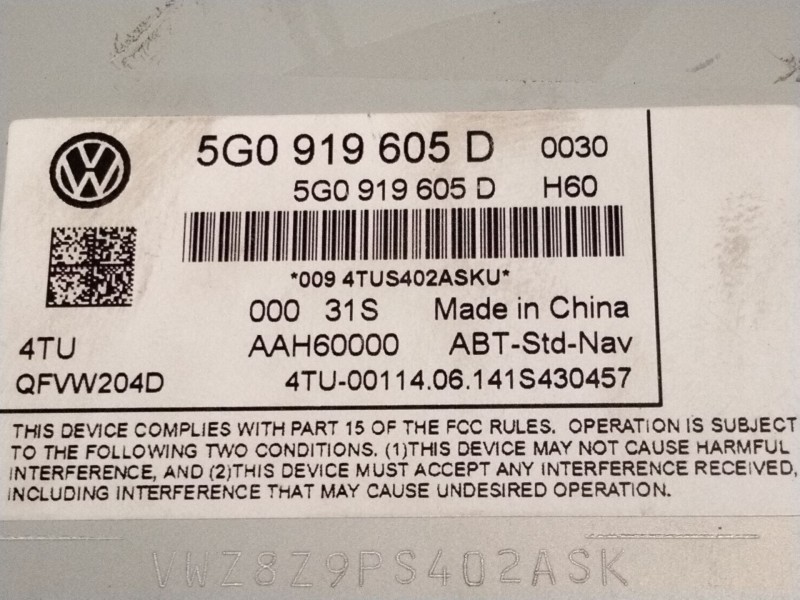 5G0 919 605 D 0030
5G0 919 605 D H60
*009 4TUS402ASKU*
000 31S Made in China
4TU AAH60000 ABT-Std-Nav
QFVW204D 4TU-00114.06.141S430457
THIS DEVICE COMPLIES WITH PART 15 OF THE FCC RULES. OPERATION IS SUBJECT
TO THE FOLLOWING TWO CONDITIONS. (1)THIS DEVICE MAY NOT CAUSE HARMFUL
INTERFERENCE, AND (2)THIS DEVICE MUST ACCEPT ANY INTERFERENCE RECEIVED,
INCLUDING INTERFERENCE THAT MAY CAUSE UNDESIRED OPERATION.
VWZ8Z9PS402ASK